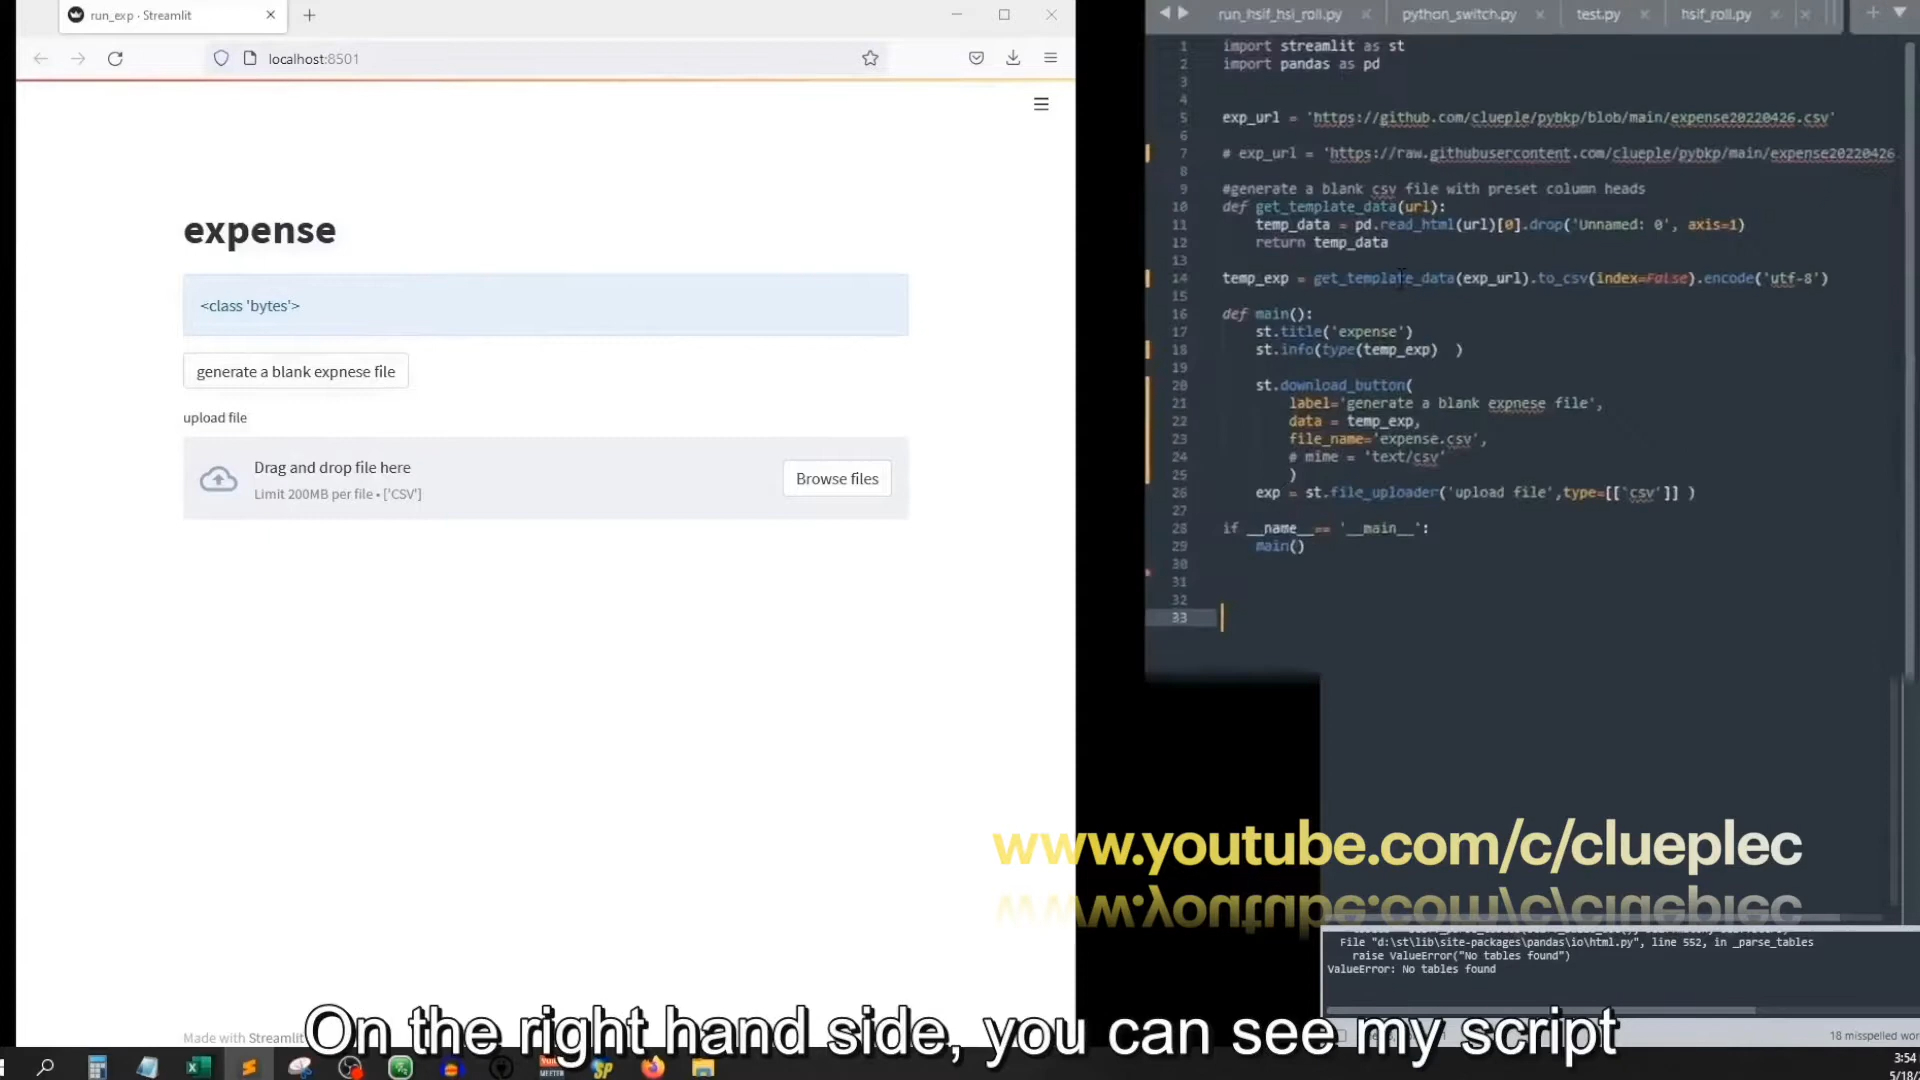 run_exp · Streamlit
localhost:8501
expense
<class 'bytes'>
generate a blank expnese file
upload file
Drag and drop file here
Limit 200MB per file • ['CSV']
Browse files
Made with Streamlit
run_hsif_hsi_roll.py
python_switch.py
test.py
hsif_roll.py
1 import streamlit as st
2 import pandas as pd
3
4
5 exp_url = 'https://github.com/clueple/pybkp/blob/main/expense20220426.csv'
6
7 # exp_url = 'https://raw.githubusercontent.com/clueple/pybkp/main/expense20220426
8
9 #generate a blank csv file with preset column heads
10 def get_template_data(url):
11 temp_data = pd.read_html(url)[0].drop('Unnamed: 0', axis=1)
12 return temp_data
13
14 temp_exp = get_template_data(exp_url).to_csv(index=False).encode('utf-8')
15
16 def main():
17 st.title('expense')
18 st.info(type(temp_exp) )
19
20 st.download_button(
21 label='generate a blank expnese file',
22 data = temp_exp,
23 file_name='expense.csv',
24 # mime = 'text/csv'
25 )
26 exp = st.file_uploader('upload file',type=[['csv']] )
27
28 if __name__== '__main__':
29 main()
30
31
32
33
www.youtube.com/c/clueplec
File "d:\st\lib\site-packages\pandas\io\html.py", line 552, in _parse_tables
raise ValueError("No tables found")
ValueError: No tables found
On the right hand side, you can see my script
18 misspelled wor
3:54
5/18/2